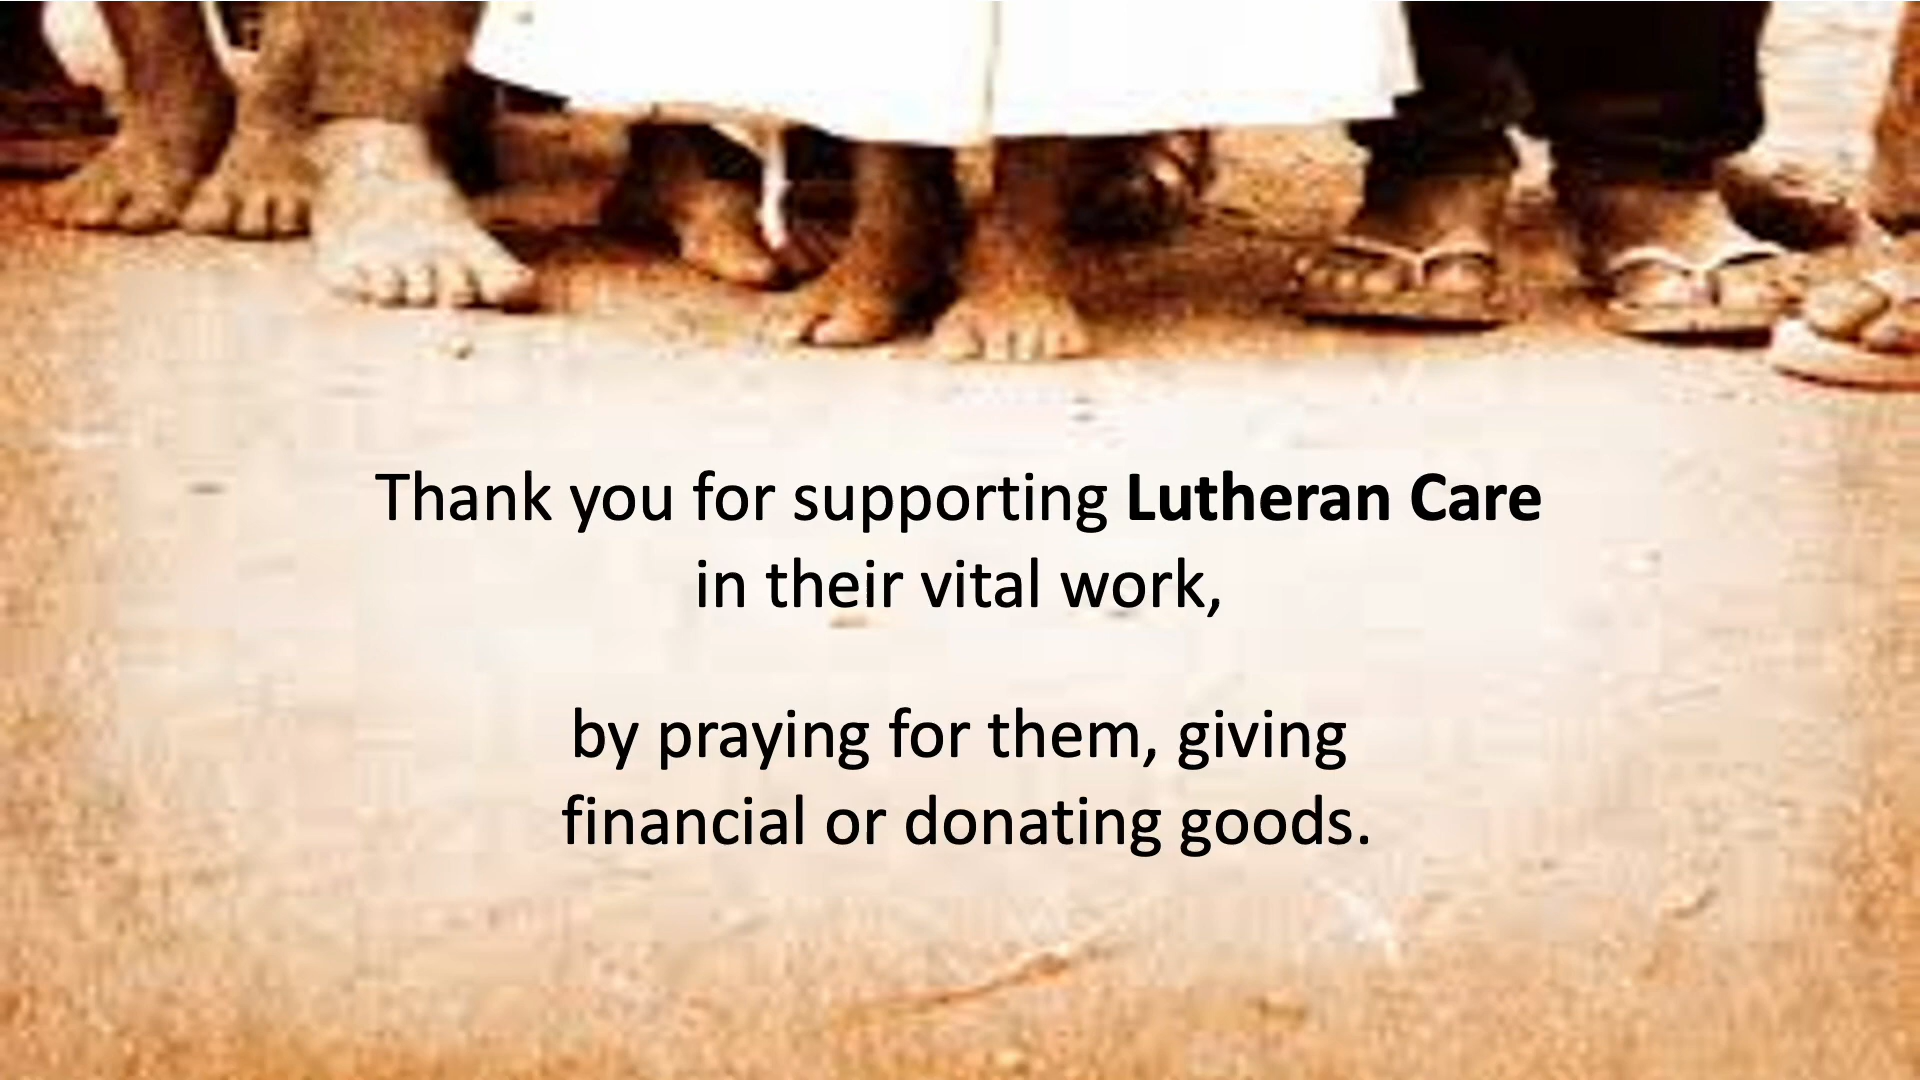 Thank you for supporting Lutheran Care
in their vital work,
by praying for them, giving
financial or donating goods.